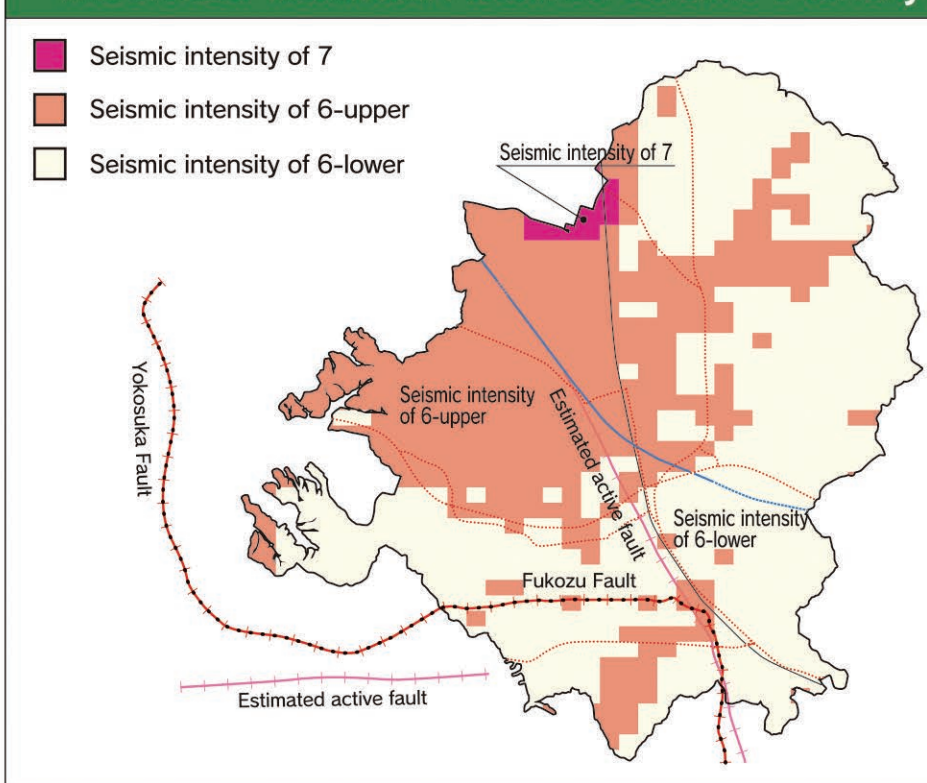 Seismic intensity of 7
Seismic intensity of 6-upper
Seismic intensity of 6-lower
Seismic intensity of 7
Yokosuka Fault
Seismic intensity
of 6-upper
Estimated active fault
Seismic intensity
of 6-lower
Fukozu Fault
Estimated active fault